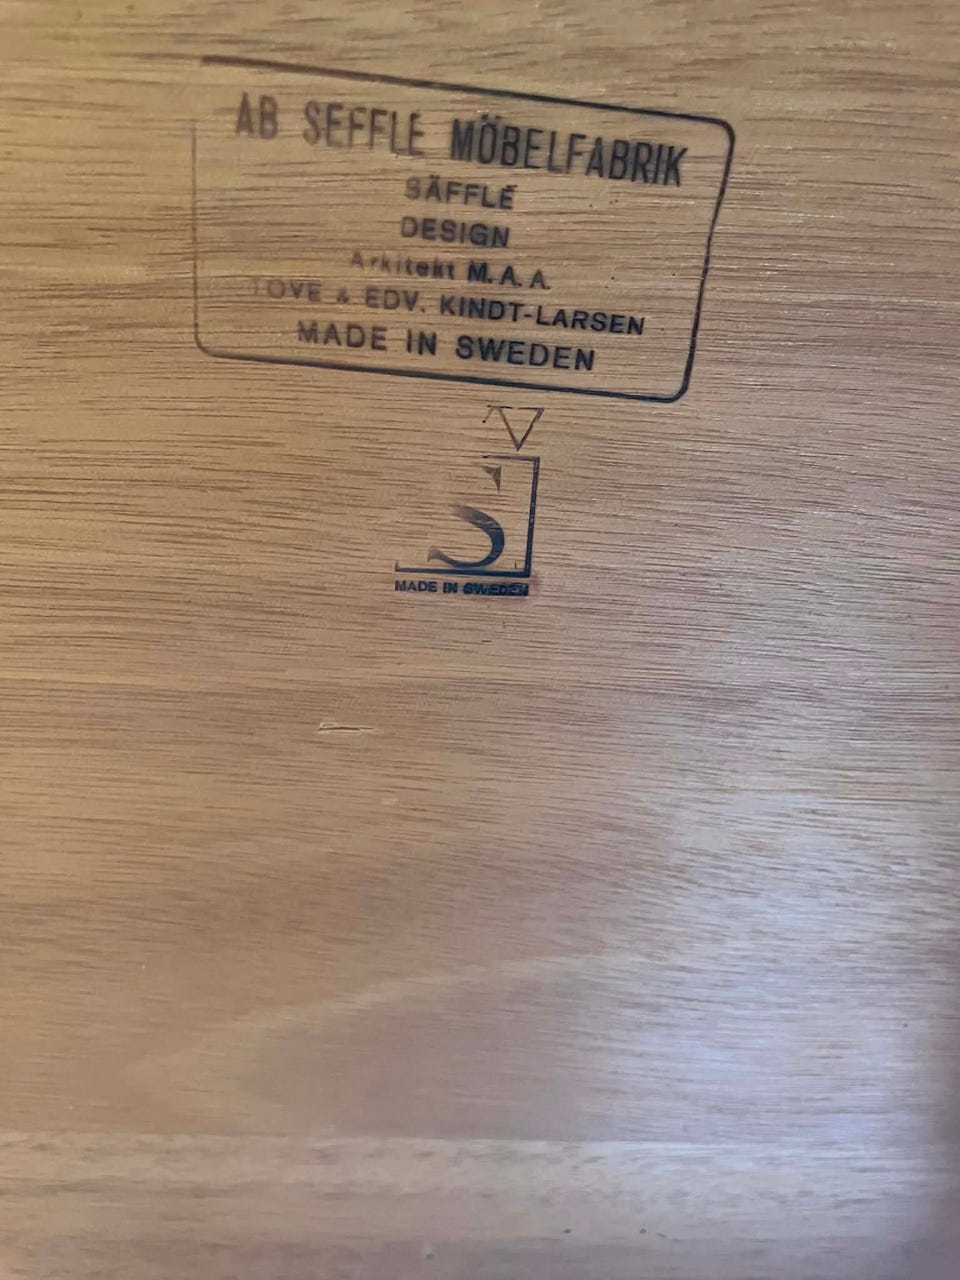 AB SEFFLE MÖBELFABRIK
SÄFFLE
DESIGN
Arkitekt M.A.A.
TOVE & EDV. KINDT-LARSEN
MADE IN SWEDEN
S
MADE IN SWEDEN